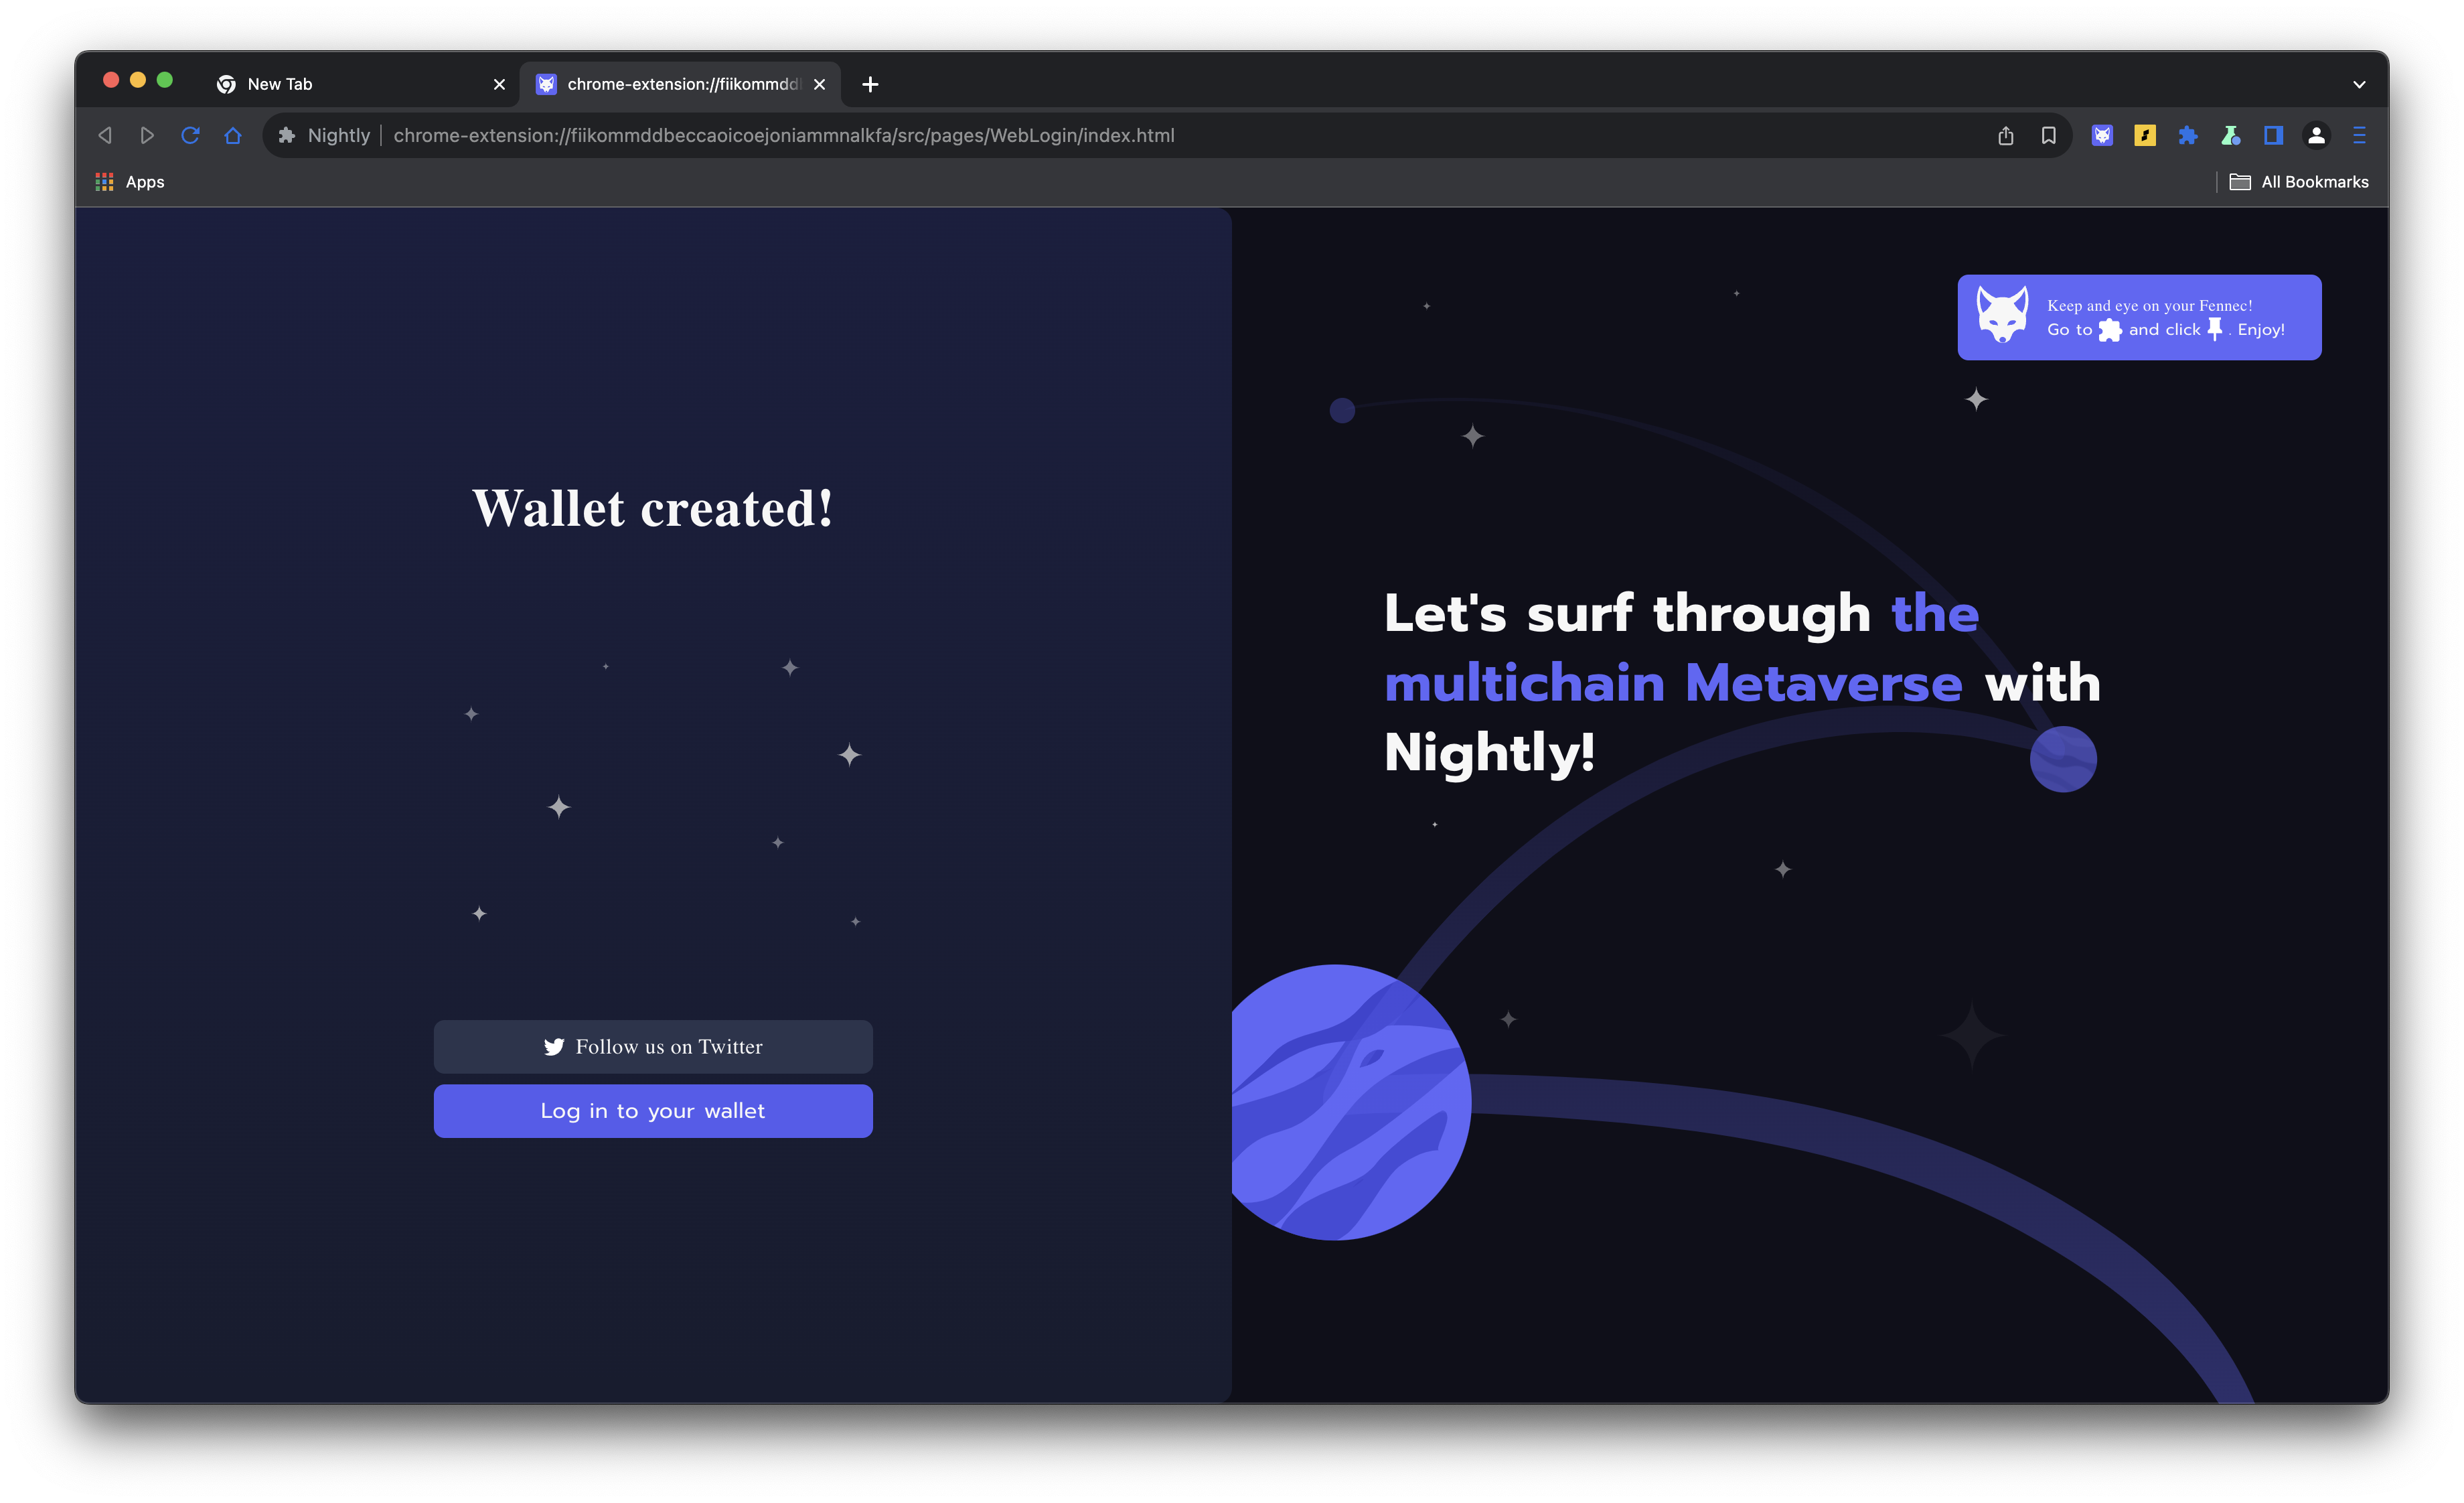 New Tab
chrome-extension://fiikommdd
Nightly
chrome-extension://fiikommddbeccaoicoejoniammnalkfa/src/pages/WebLogin/index.html
Apps
All Bookmarks
Wallet created!
Follow us on Twitter
Log in to your wallet
Keep and eye on your Fennec!
Go to and click . Enjoy!
Let's surf through the
multichain Metaverse with
Nightly!